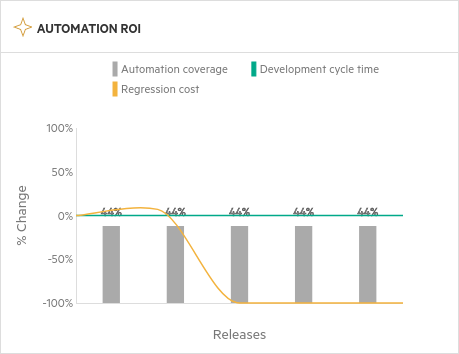 AUTOMATION ROI
Automation coverage
Development cycle time
Regression cost
100%
50%
0%
-50%
-100%
% Change
44%
44%
44%
44%
44%
Releases